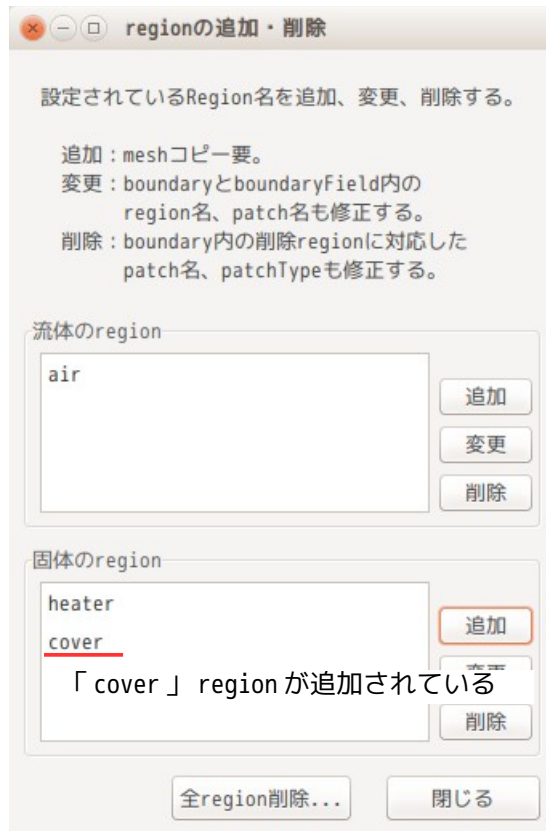 regionの追加・削除
設定されているRegion名を追加、変更、削除する。
追加：meshコピー要。
変更：boundaryとboundaryField内の
region名、patch名も修正する。
削除：boundary内の削除regionに対応した
patch名、patchTypeも修正する。
流体のregion
air
追加
変更
削除
固体のregion
heater
追加
cover
「 cover 」 region が追加されている
削除
全region削除...
閉じる